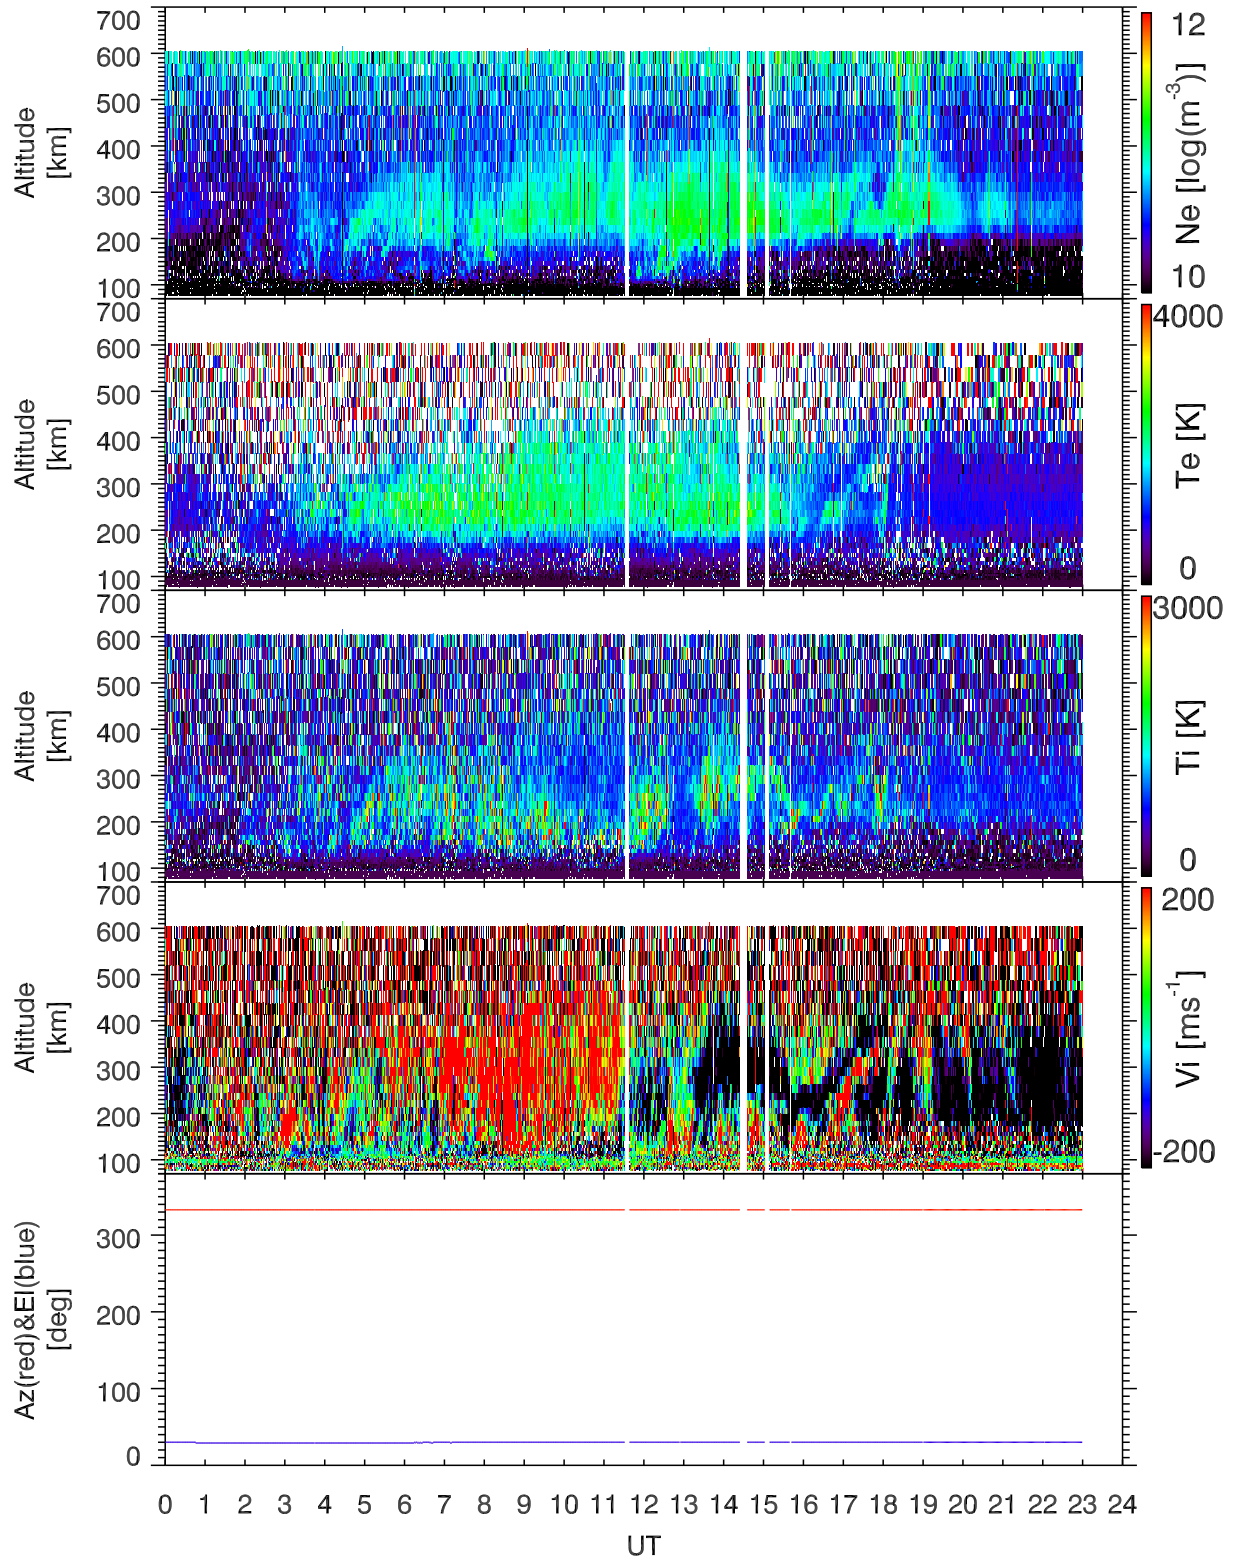 700
600
500
400
300
200
100
Altitude
[km]
12
10
Ne [log(m⁻³)]
700
600
500
400
300
200
100
Altitude
[km]
4000
0
Te [K]
700
600
500
400
300
200
100
Altitude
[km]
3000
0
Ti [K]
700
600
500
400
300
200
100
Altitude
[km]
200
-200
Vi [ms⁻¹]
300
200
100
0
Az(red)&El(blue)
[deg]
0 1 2 3 4 5 6 7 8 9 10 11 12 13 14 15 16 17 18 19 20 21 22 23 24
UT